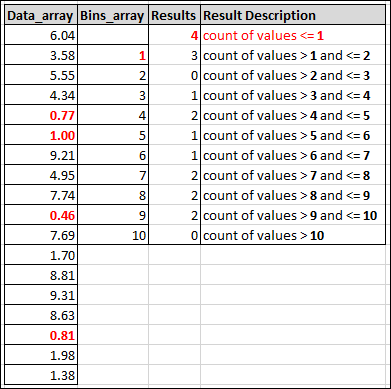 Data_array Bins_array Results Result Description
6.04 4 count of values <= 1
3.58 1 3 count of values > 1 and <= 2
5.55 2 0 count of values > 2 and <= 3
4.34 3 1 count of values > 3 and <= 4
0.77 4 2 count of values > 4 and <= 5
1.00 5 1 count of values > 5 and <= 6
9.21 6 1 count of values > 6 and <= 7
4.95 7 2 count of values > 7 and <= 8
7.74 8 2 count of values > 8 and <= 9
0.46 9 2 count of values > 9 and <= 10
7.69 10 0 count of values > 10
1.70
8.81
9.31
8.63
0.81
1.98
1.38